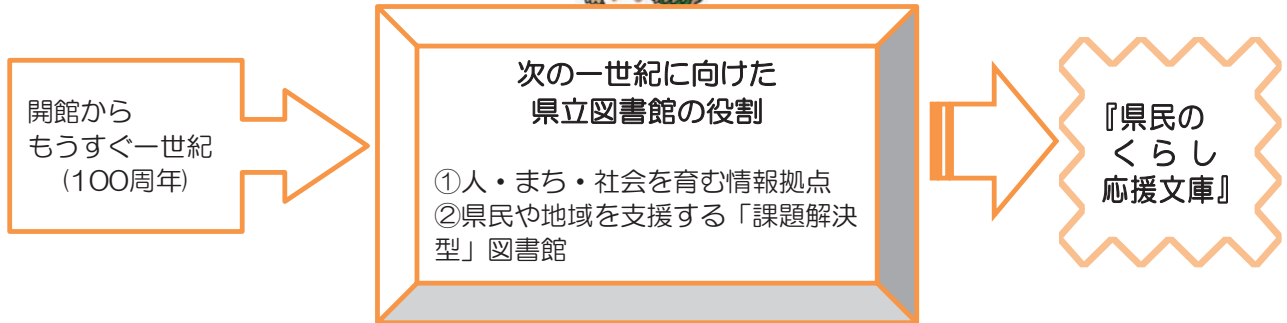 開館から
もうすぐ一世紀
(100周年)
次の一世紀に向けた
県立図書館の役割
①人・まち・社会を育む情報拠点
②県民や地域を支援する「課題解決
型」図書館
『県民の
くらし
応援文庫』